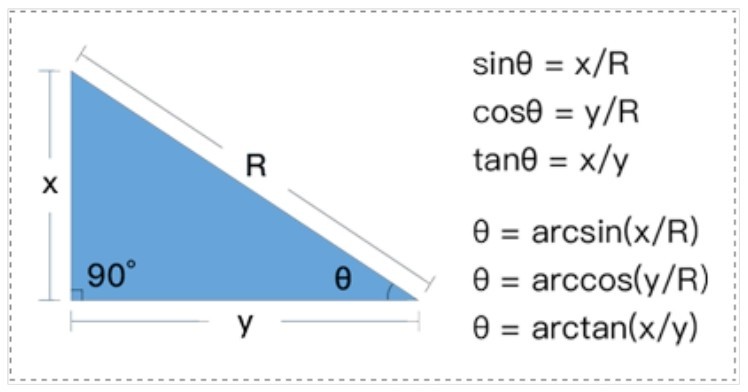 x
R
90°
θ
y
sinθ = x/R
cosθ = y/R
tanθ = x/y
θ = arcsin(x/R)
θ = arccos(y/R)
θ = arctan(x/y)